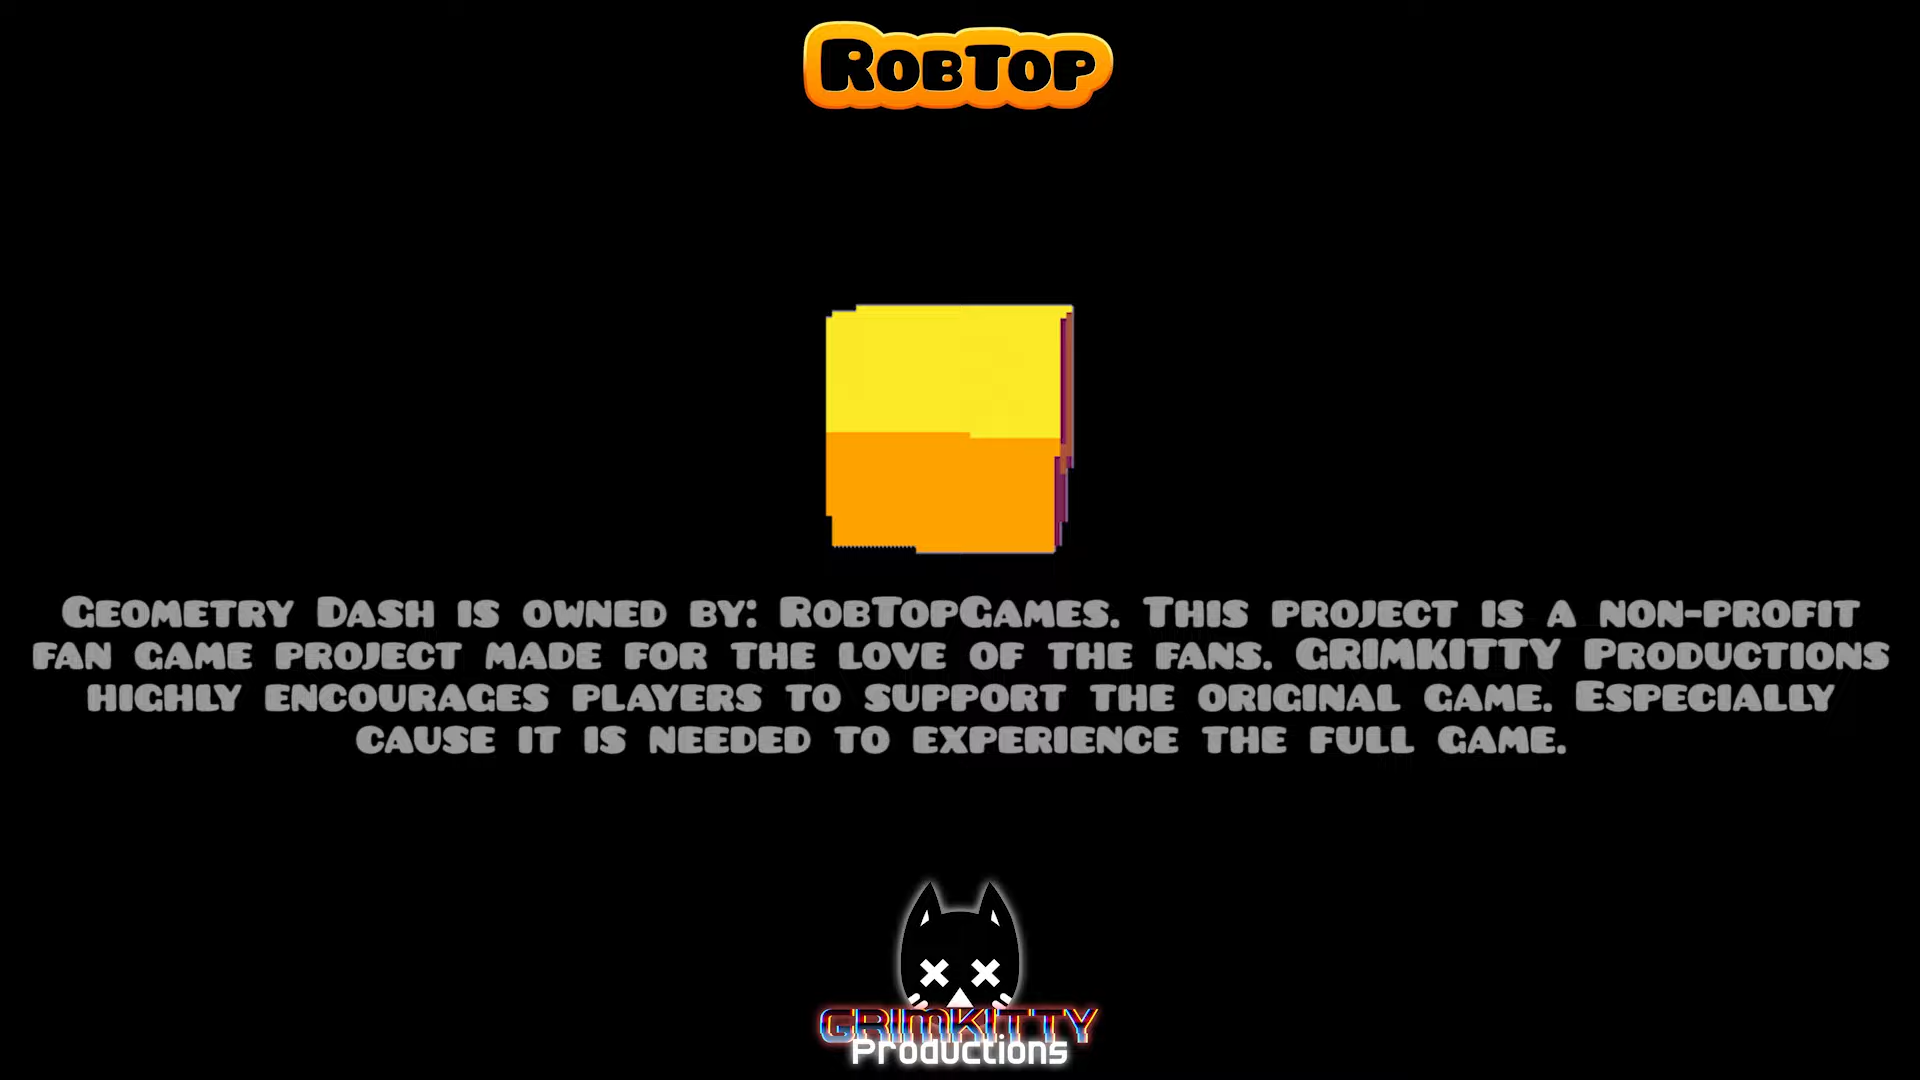 RobTop
Geometry Dash is owned by: RobTopGames. This project is a non-profit
fan game project made for the love of the fans. GRIMKITTY Productions
highly encourages players to support the original game. Especially
cause it is needed to experience the full game.
GRIMKITTY
Productions